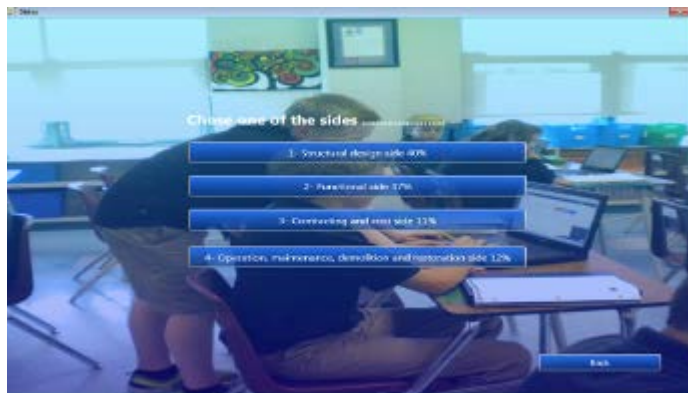 Sides
Chose one of the sides ......................
1- Structural design side 40%
2- Functional side 37%
3- Contracting and cost side 11%
4- Operation, maintenance, demolition and restoration side 12%
Back